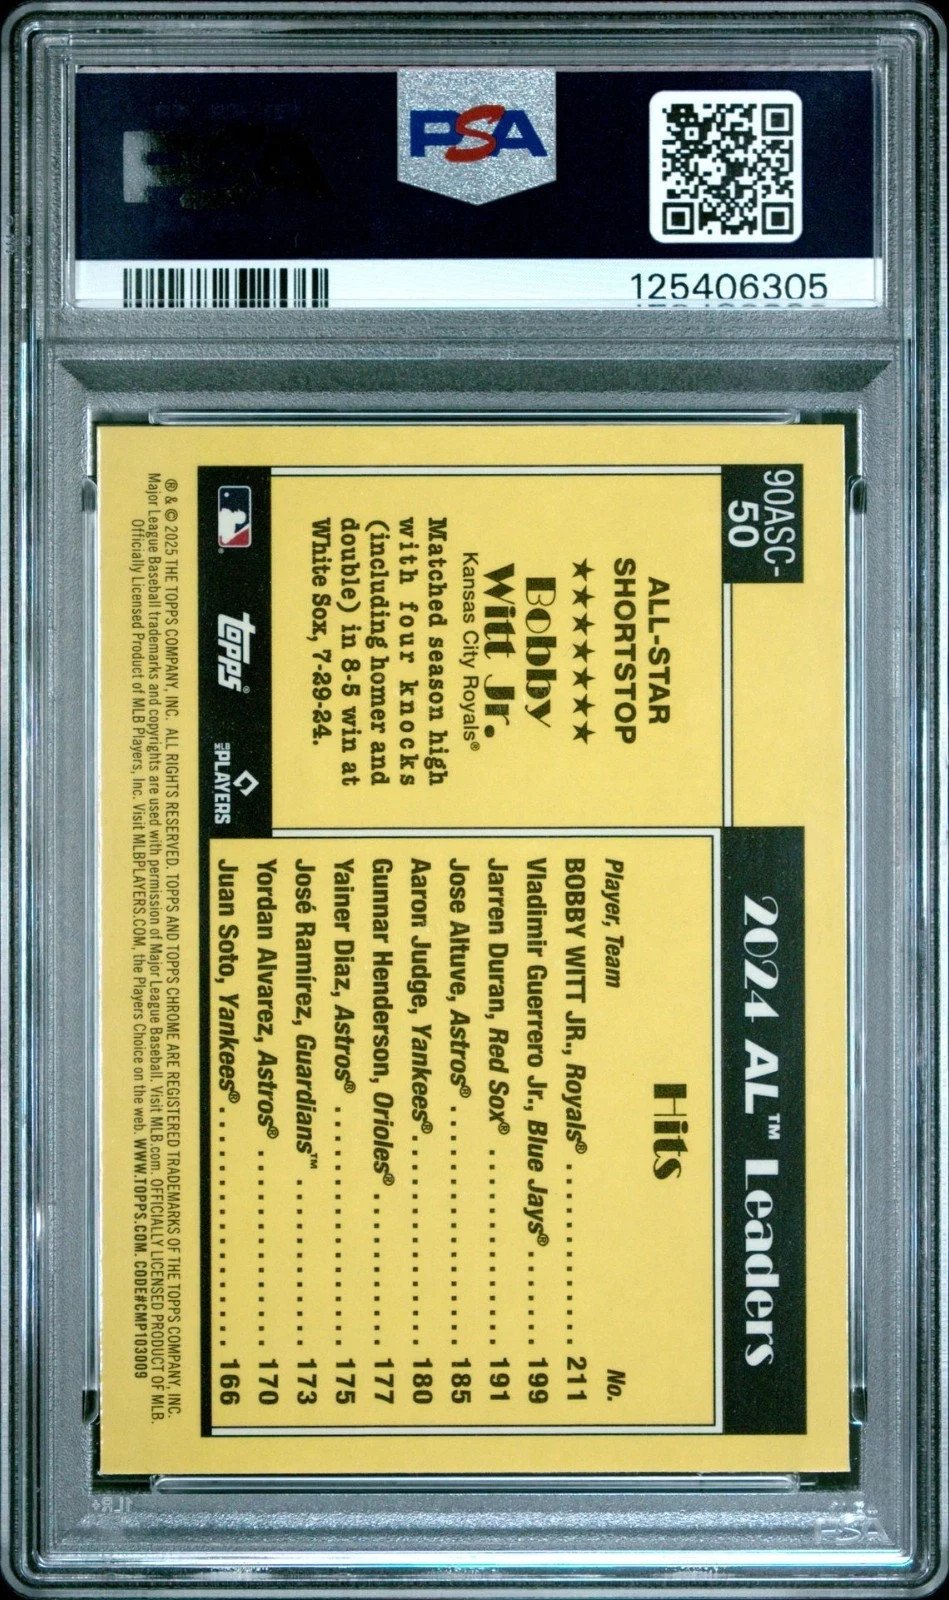 PSA
125406305
90ASC-
50
ALL-STAR
SHORTSTOP
★★★★★★★
Bobby
Witt Jr.
Kansas City Royals®
Matched season high
with four knocks
(including homer and
double) in 8-5 win at
White Sox, 7-29-24.
topps®
MLB
PLAYERS
2024 AL™ Leaders
Hits
Player, Team No.
BOBBY WITT JR., Royals® . . . . . . . . . . . 211
Vladimir Guerrero Jr., Blue Jays® . . . . . 199
Jarren Duran, Red Sox® . . . . . . . . . . . . 191
Jose Altuve, Astros® . . . . . . . . . . . . . . 185
Aaron Judge, Yankees® . . . . . . . . . . . . 180
Gunnar Henderson, Orioles® . . . . . . . . 177
Yainer Diaz, Astros® . . . . . . . . . . . . . . 175
José Ramírez, Guardians™ . . . . . . . . . . 173
Yordan Alvarez, Astros® . . . . . . . . . . . 170
Juan Soto, Yankees® . . . . . . . . . . . . . . 166
® & © 2025 THE TOPPS COMPANY, INC. ALL RIGHTS RESERVED. TOPPS AND TOPPS CHROME ARE REGISTERED TRADEMARKS OF THE TOPPS COMPANY, INC.
Major League Baseball trademarks and copyrights are used with permission of Major League Baseball. Visit MLB.com. OFFICIALLY LICENSED PRODUCT OF MLB.
Officially Licensed Product of MLB Players, Inc. Visit MLBPLAYERS.COM, the Players Choice on the web. WWW.TOPPS.COM. CODE#CMP103009
PSA